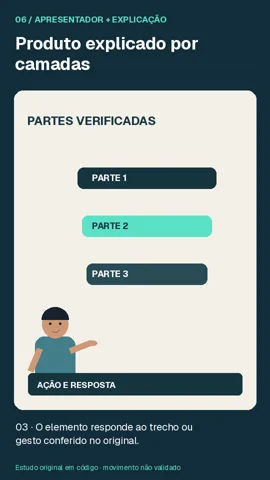 06 / APRESENTADOR + EXPLICAÇÃO
Produto explicado por
camadas
PARTES VERIFICADAS
PARTE 1
PARTE 2
PARTE 3
AÇÃO E RESPOSTA
03 · O elemento responde ao trecho ou
gesto conferido no original.
Estudo original em código · movimento não validado